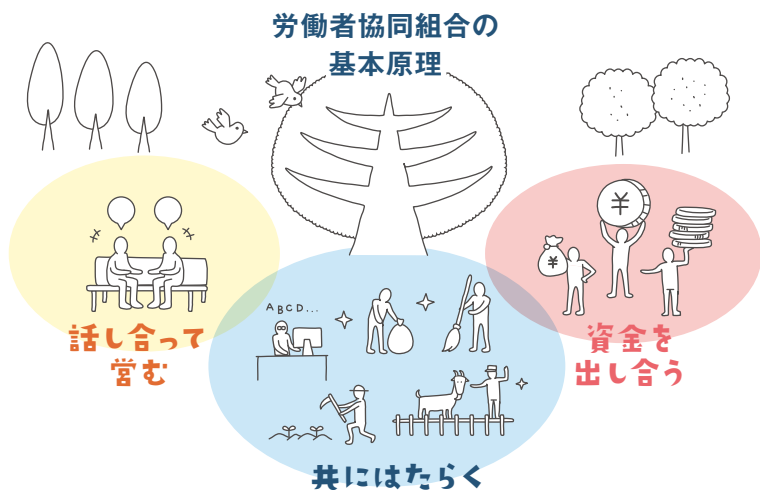 労働者協同組合の
基本原理
¥
¥
ABCD...
話し合って
営む
資金を
出し合う
共にはたらく